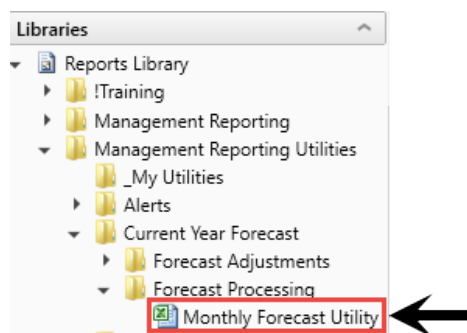 Libraries
Reports Library
!Training
Management Reporting
Management Reporting Utilities
_My Utilities
Alerts
Current Year Forecast
Forecast Adjustments
Forecast Processing
Monthly Forecast Utility